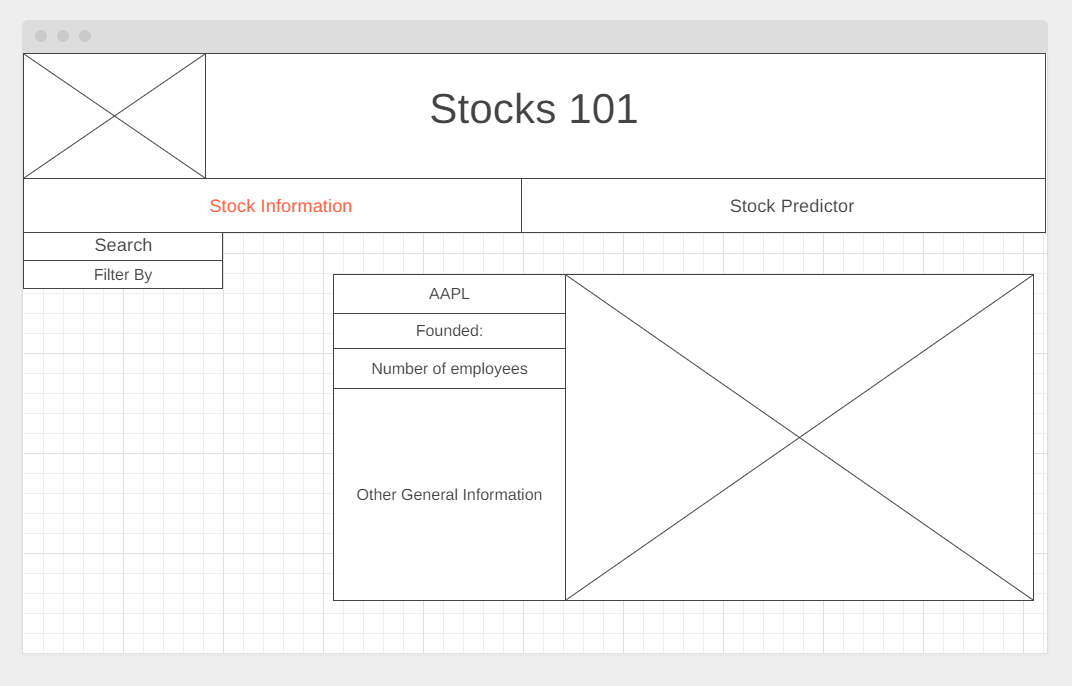 Stocks 101
Stock Information
Stock Predictor
Search
Filter By
AAPL
Founded:
Number of employees
Other General Information